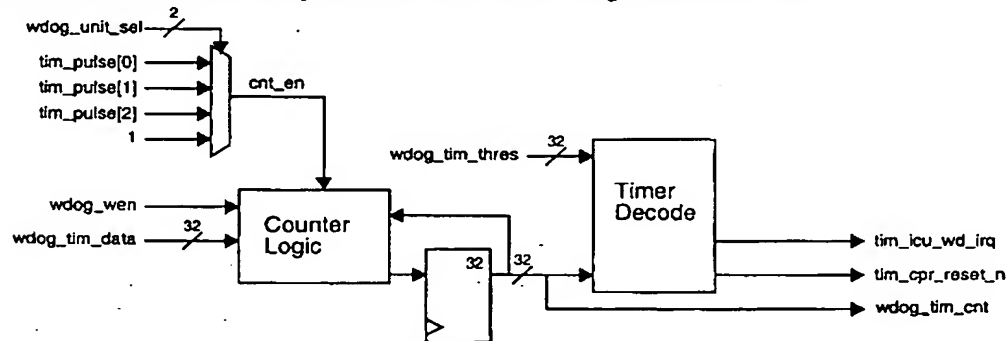 wdog_unit_sel
2
tim_pulse[0]
tim_pulse[1]
cnt_en
tim_pulse[2]
1
wdog_tim_thres
32
Timer
Decode
wdog_wen
Counter
Logic
wdog_tim_data
32
tim_icu_wd_irq
32
32
tim_cpr_reset_n
wdog_tim_cnt